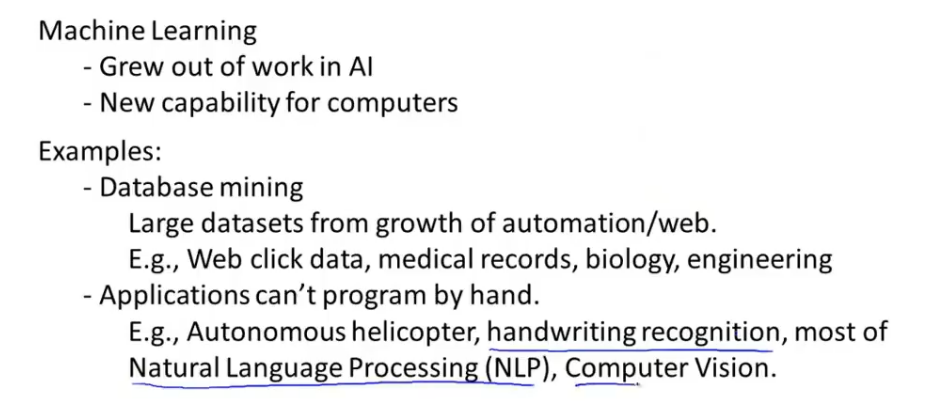 Machine Learning
- Grew out of work in AI
- New capability for computers
Examples:
- Database mining
Large datasets from growth of automation/web.
E.g., Web click data, medical records, biology, engineering
- Applications can't program by hand.
E.g., Autonomous helicopter, handwriting recognition, most of
Natural Language Processing (NLP), Computer Vision.